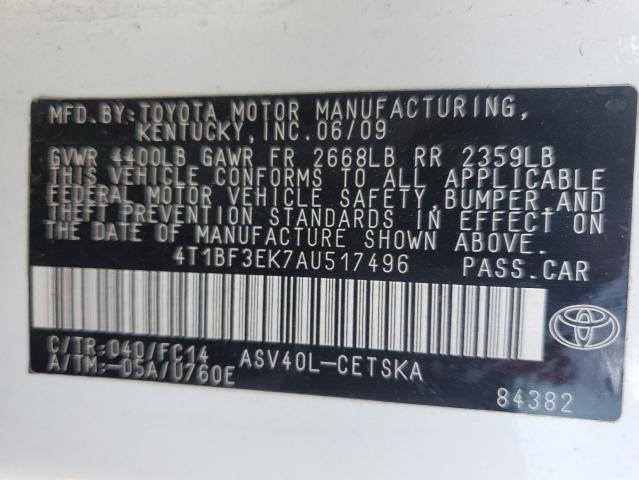 MFD. BY: TOYOTA MOTOR MANUFACTURING,
KENTUCKY, INC. 06/09
GVWR 4400LB GAWR FR 2668LB RR 2359LB
THIS VEHICLE CONFORMS TO ALL APPLICABLE
FEDERAL MOTOR VEHICLE SAFETY, BUMPER, AND
THEFT PREVENTION STANDARDS IN EFFECT ON
THE DATE OF MANUFACTURE SHOWN ABOVE.
4T1BF3EK7AU517496 PASS.CAR
C/TR: 040/FC14 ASV40L-CETSKA
A/TM: -05A/U760E
84382